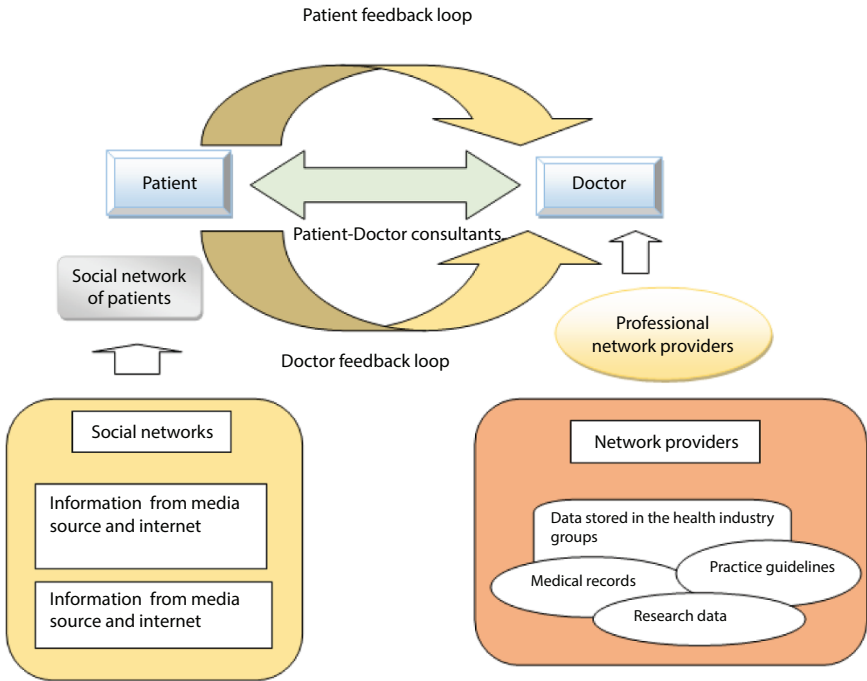 Patient feedback loop
Patient
Doctor
Patient-Doctor consultants
Social network
of patients
Professional
network providers
Doctor feedback loop
Social networks
Information from media
source and internet
Information from media
source and internet
Network providers
Data stored in the health industry
groups
Medical records
Practice guidelines
Research data